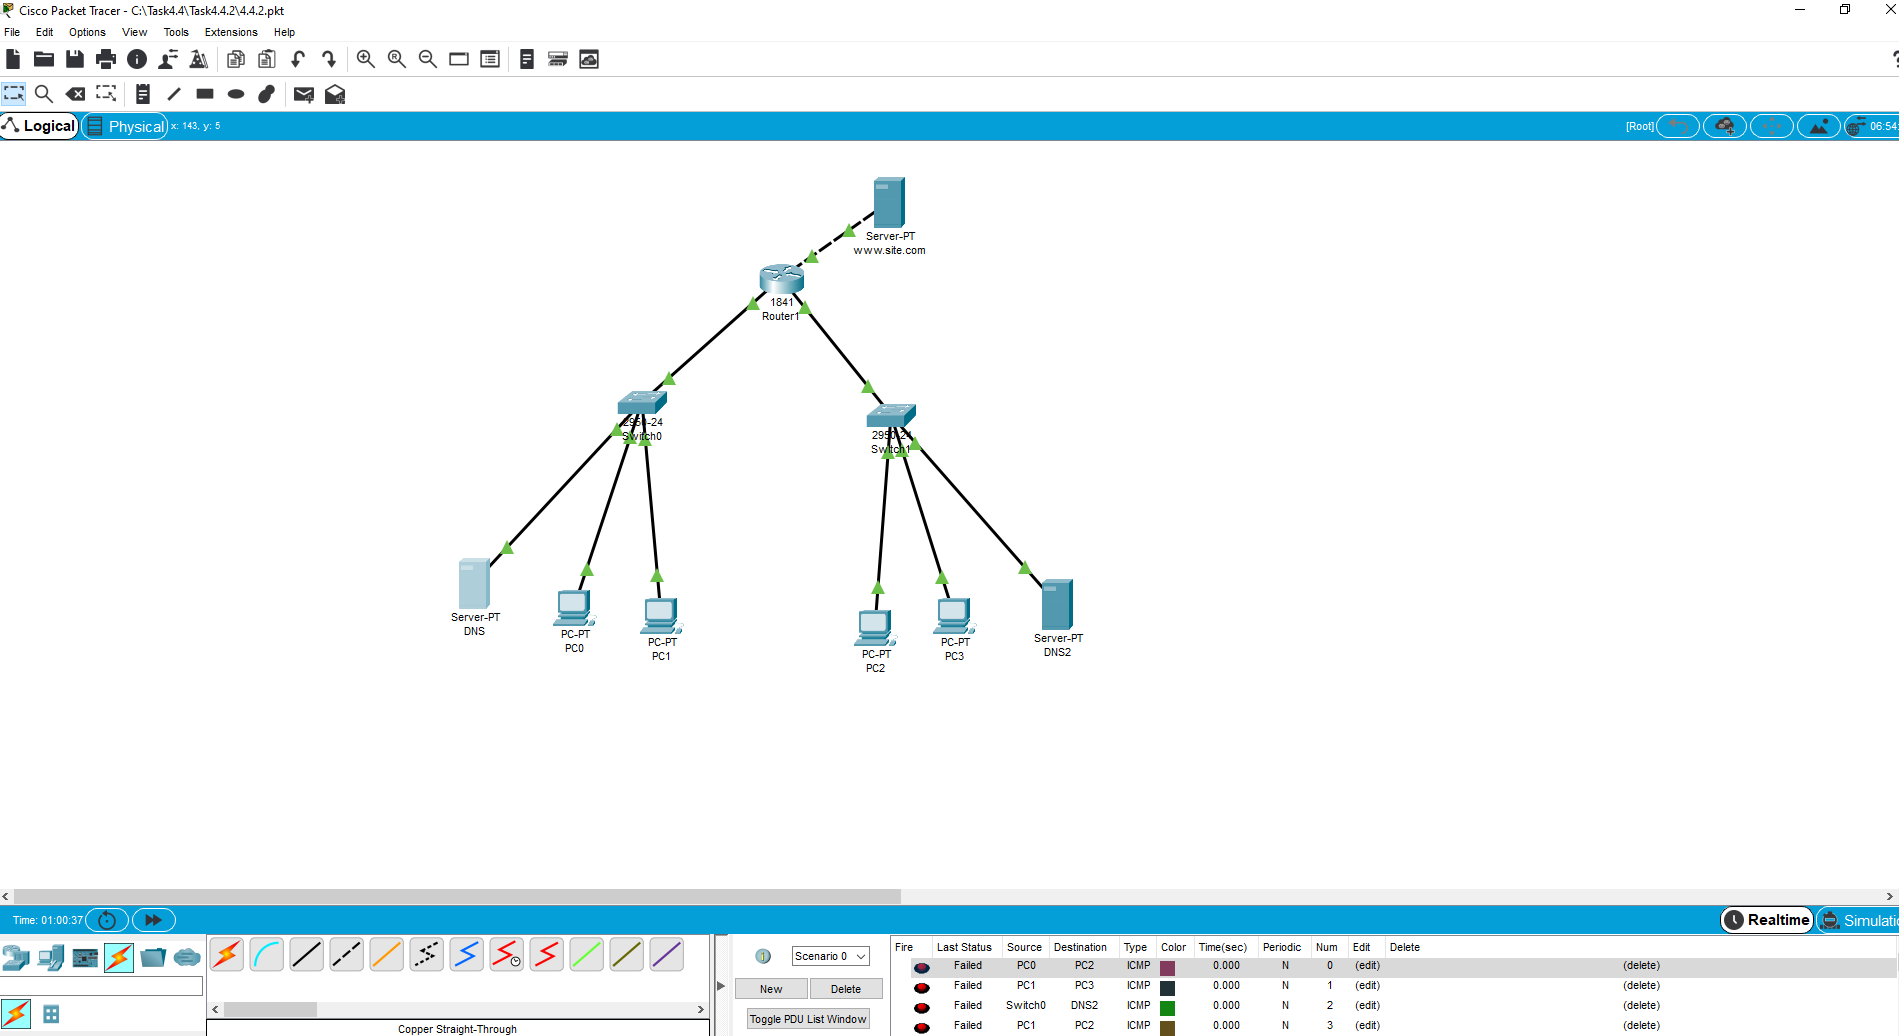 Cisco Packet Tracer - C:\Task4.4\Task4.4.2\4.4.2.pkt
File Edit Options View Tools Extensions Help
Logical Physical x: 143, y: 5 [Root] 06:54:
Server-PT
www.site.com
1841
Router1
2950-24
Switch0
2950-24
Switch1
Server-PT
DNS
PC-PT
PC0
PC-PT
PC1
PC-PT
PC2
PC-PT
PC3
Server-PT
DNS2
Time: 01:00:37 Realtime Simulatio
Scenario 0
New Delete
Toggle PDU List Window
Copper Straight-Through
Fire Last Status Source Destination Type Color Time(sec) Periodic Num Edit Delete
Failed PC0 PC2 ICMP 0.000 N 0 (edit) (delete)
Failed PC1 PC3 ICMP 0.000 N 1 (edit) (delete)
Failed Switch0 DNS2 ICMP 0.000 N 2 (edit) (delete)
Failed PC1 PC2 ICMP 0.000 N 3 (edit) (delete)